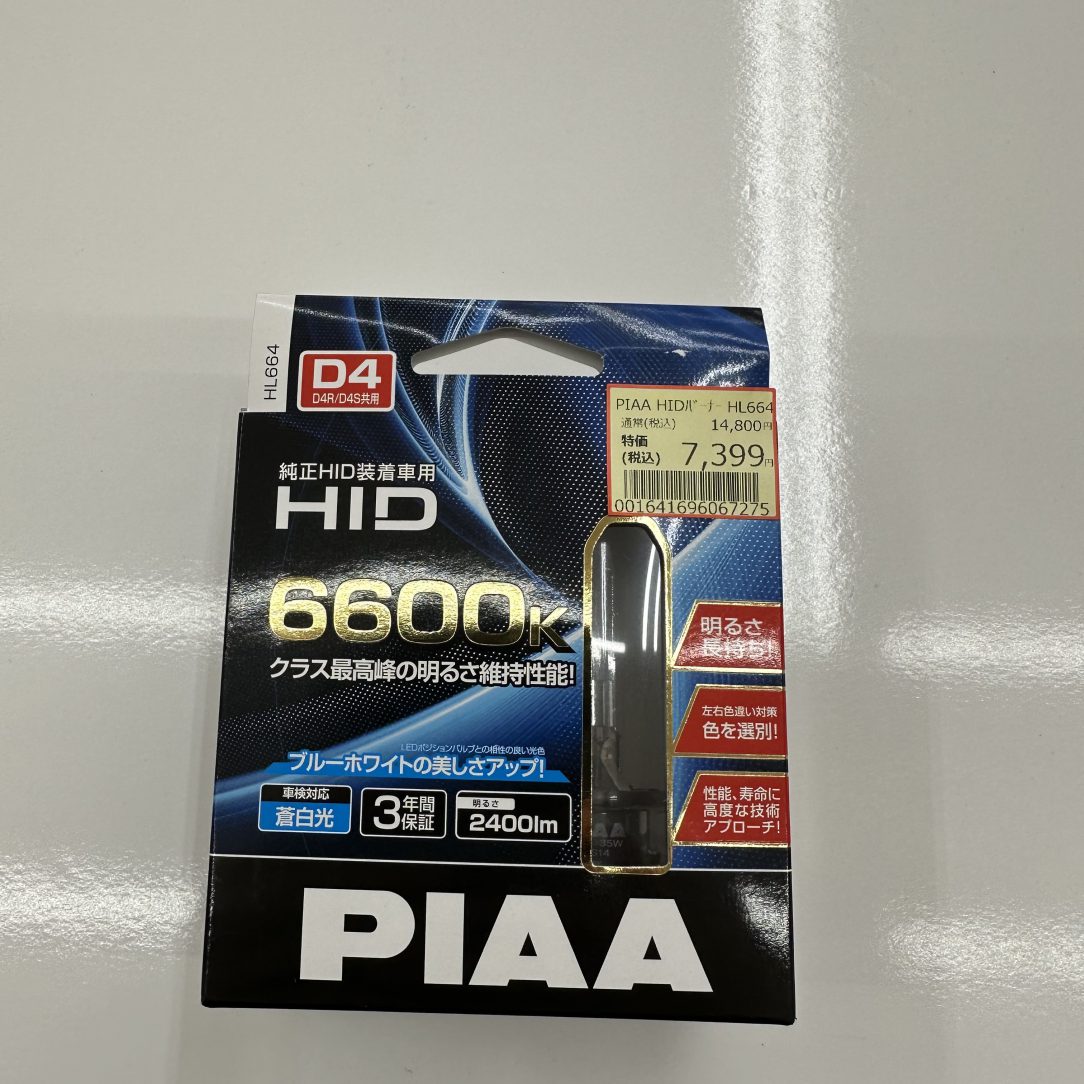 HL664
D4
D4R/D4S共用
PIAA HIDバーナー HL664
通常(税込) 14,800円
特価
(税込) 7,399円
001641696067275
純正HID装着車用
HID
6600K
クラス最高峰の明るさ維持性能!
明るさ
長持ち!
左右色違い対策
色を選別!
LEDポジションバルブとの相性の良い光色
ブルーホワイトの美しさアップ!
車検対応
蒼白光
3年間
保証
明るさ
2400lm
性能、寿命に
高度な技術
アプローチ!
35W
PIAA